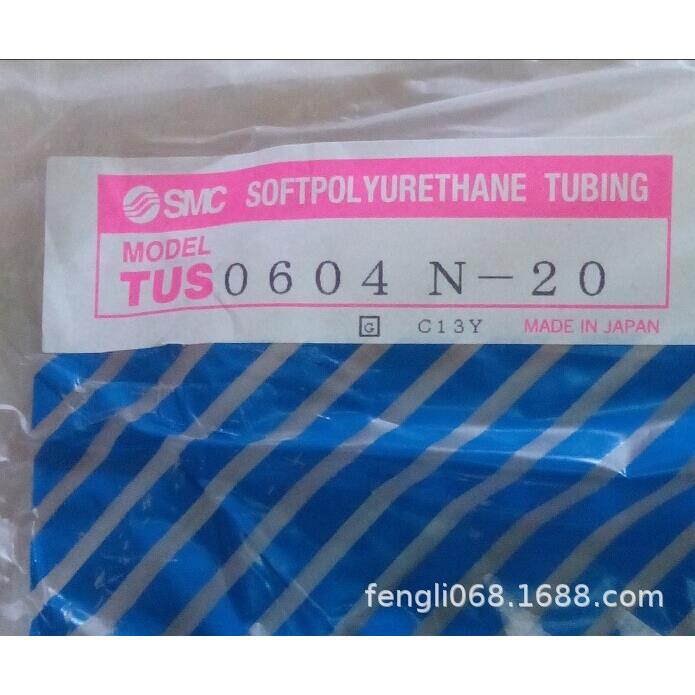 SMC SOFTPOLYURETHANE TUBING
MODEL
TUS0604 N-20
G C13Y MADE IN JAPAN
fengli068.1688.com